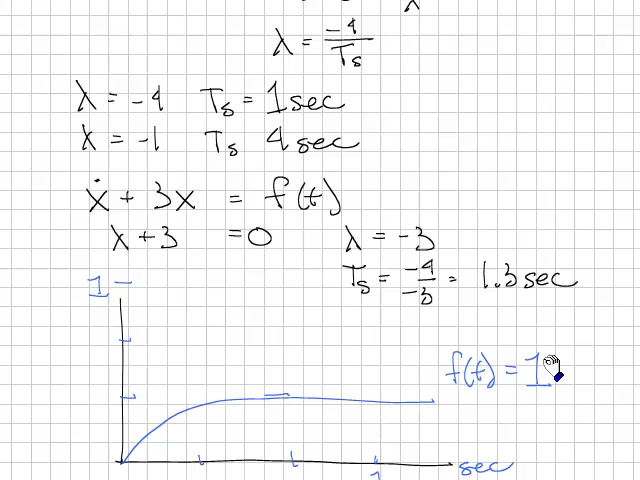 λ = -4/Ts
λ = -4 Ts = 1 sec
λ = -1 Ts 4 sec
ẋ + 3x = f(t)
λ + 3 = 0 λ = -3
Ts = -4/-3 = 1.3 sec
1
f(t) = 1
sec